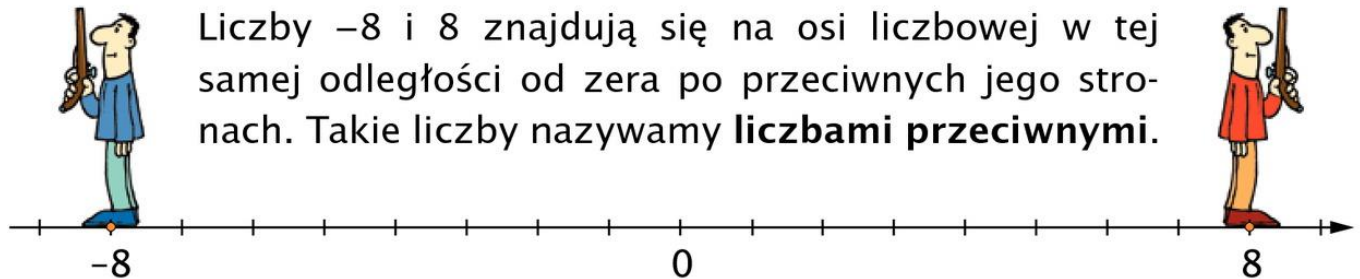 Liczby –8 i 8 znajdują się na osi liczbowej w tej
samej odległości od zera po przeciwnych jego stro-
nach. Takie liczby nazywamy liczbami przeciwnymi.
–8 0 8